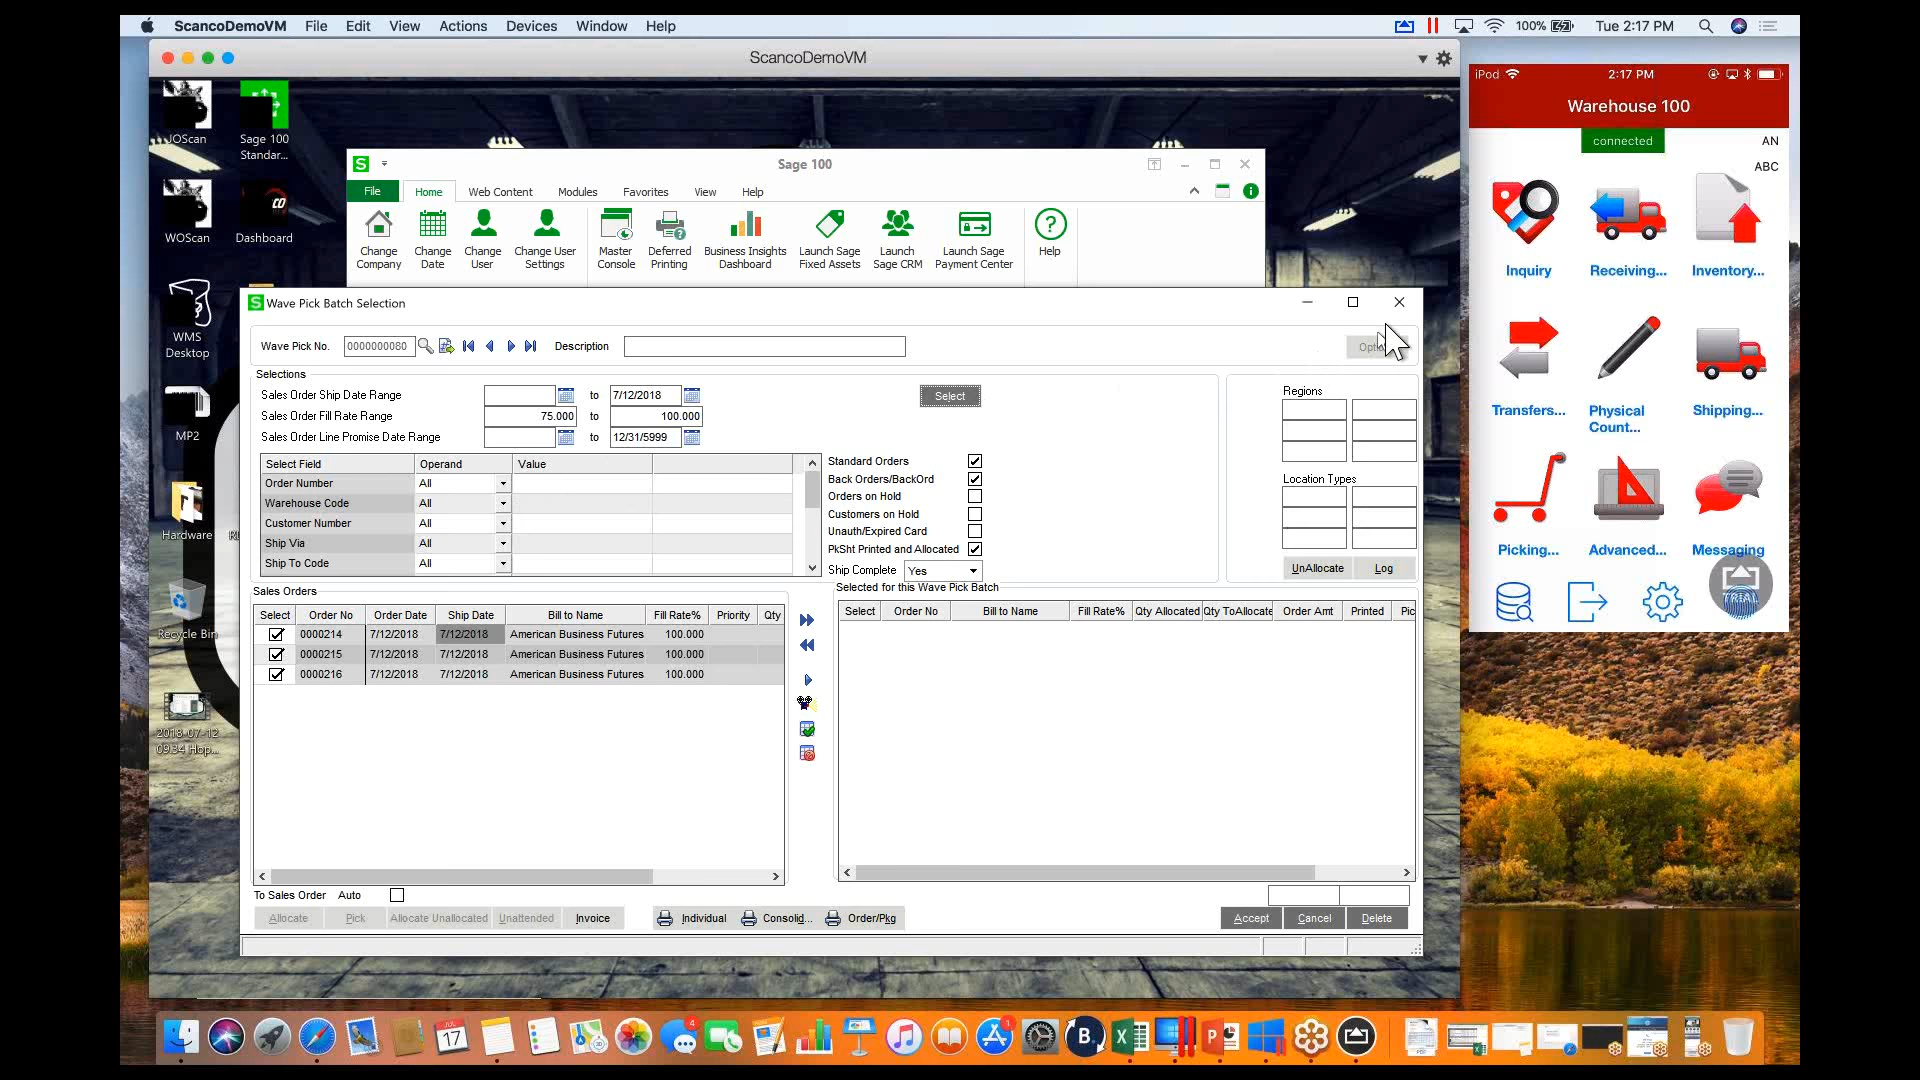 ScancoDemoVM File Edit View Actions Devices Window Help 100% Tue 2:17 PM
ScancoDemoVM
iPod 2:17 PM
Warehouse 100
connected AN
ABC
Inquiry Receiving... Inventory...
Transfers... Physical Count... Shipping...
Picking... Advanced... Messaging
TRIAL
JOScan
Sage 100
Standar...
WOScan Dashboard
CO
WMS
Desktop
MP2
Hardware
Recycle Bin
2018-07-12
09:34 Hop...
Sage 100
File Home Web Content Modules Favorites View Help
Change Company
Change Date
Change User
Change User Settings
Master Console
Deferred Printing
Business Insights Dashboard
Launch Sage Fixed Assets
Launch Sage CRM
Launch Sage Payment Center
Help
Wave Pick Batch Selection
Wave Pick No. 0000000080 Description
Selections
Sales Order Ship Date Range to 7/12/2018 Select
Sales Order Fill Rate Range 75.000 to 100.000
Sales Order Line Promise Date Range to 12/31/5999
Regions
Location Types
Select Field Operand Value
Order Number All
Warehouse Code All
Customer Number All
Ship Via All
Ship To Code All
Standard Orders
Back Orders/BackOrd
Orders on Hold
Customers on Hold
Unauth/Expired Card
PkSht Printed and Allocated
Ship Complete Yes
UnAllocate Log
Sales Orders
Select Order No Order Date Ship Date Bill to Name Fill Rate% Priority Qty
0000214 7/12/2018 7/12/2018 American Business Futures 100.000
0000215 7/12/2018 7/12/2018 American Business Futures 100.000
0000216 7/12/2018 7/12/2018 American Business Futures 100.000
Selected for this Wave Pick Batch
Select Order No Bill to Name Fill Rate% Qty Allocated Qty ToAllocate Order Amt Printed Pic
To Sales Order Auto
Allocate Pick Allocate Unallocated Unattended Invoice Individual Consolid... Order/Pkg Accept Cancel Delete
JUL
17
4
1